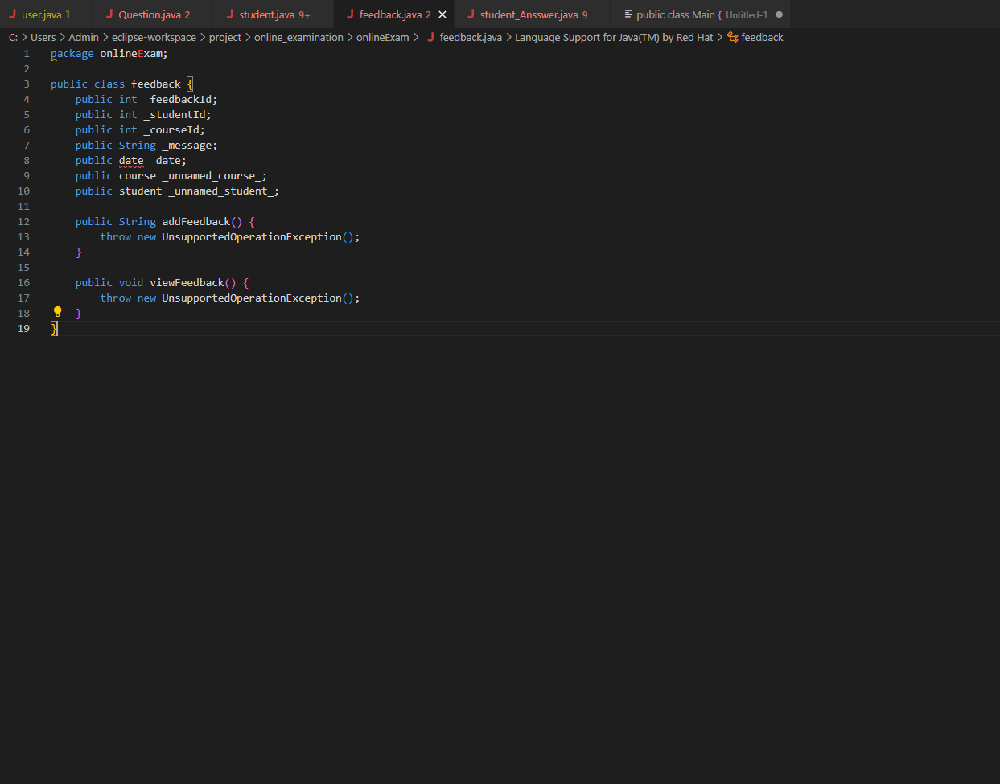 user.java 1 Question.java 2 student.java 9+ feedback.java 2 student_Ansswer.java 9 public class Main { Untitled-1
C: > Users > Admin > eclipse-workspace > project > online_examination > onlineExam > feedback.java > Language Support for Java(TM) by Red Hat > feedback
1 package onlineExam;
2
3 public class feedback {
4     public int _feedbackId;
5     public int _studentId;
6     public int _courseId;
7     public String _message;
8     public date _date;
9     public course _unnamed_course_;
10     public student _unnamed_student_;
11
12     public String addFeedback() {
13         throw new UnsupportedOperationException();
14     }
15
16     public void viewFeedback() {
17         throw new UnsupportedOperationException();
18     }
19 }